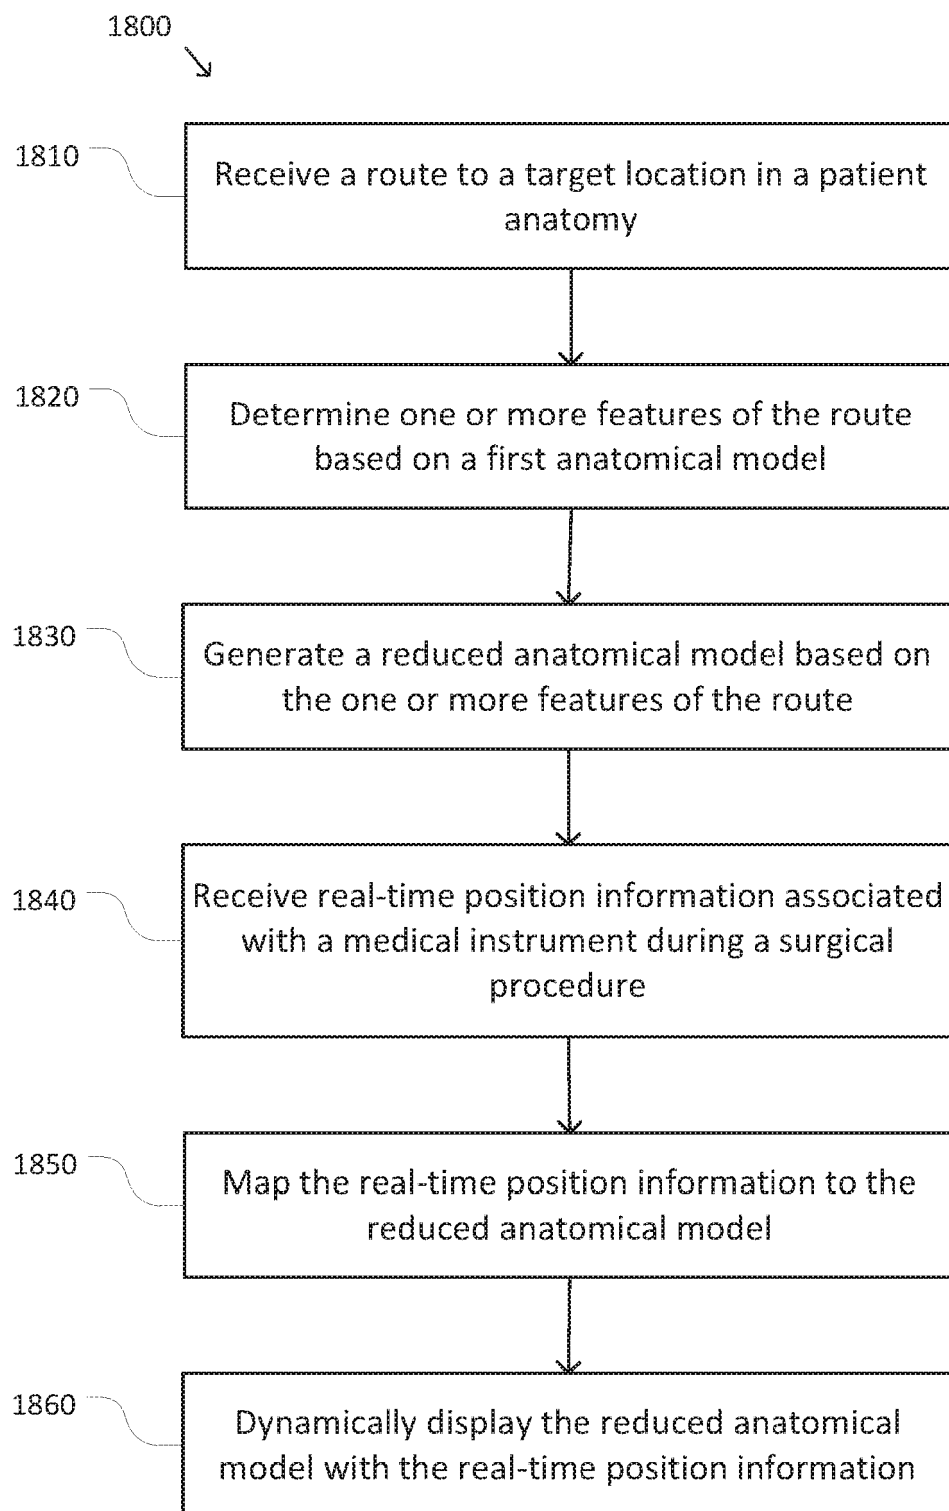 1800
1810
Receive a route to a target location in a patient
anatomy
1820
Determine one or more features of the route
based on a first anatomical model
1830
Generate a reduced anatomical model based on
the one or more features of the route
1840
Receive real-time position information associated
with a medical instrument during a surgical
procedure
1850
Map the real-time position information to the
reduced anatomical model
1860
Dynamically display the reduced anatomical
model with the real-time position information